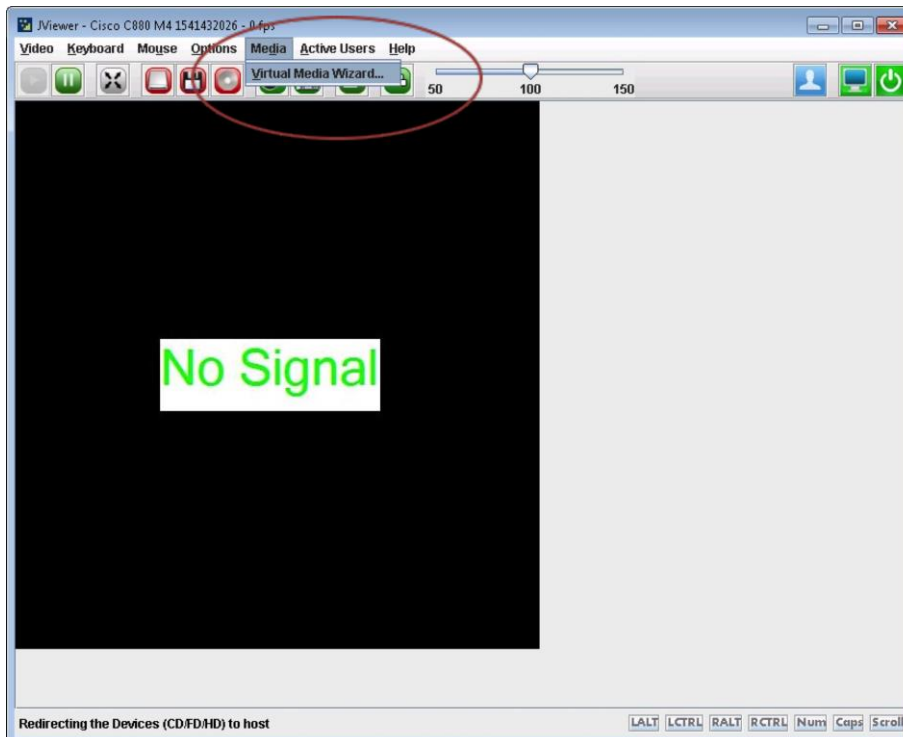 JViewer - Cisco C880 M4 1541432026 - 0 fps
Video Keyboard Mouse Options Media Active Users Help
Virtual Media Wizard...
50 100 150
No Signal
Redirecting the Devices (CD/FD/HD) to host
LALT LCTRL RALT RCTRL Num Caps Scroll